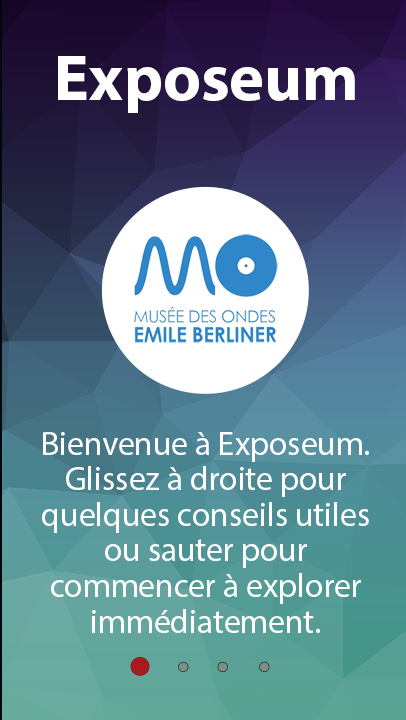 Exposeum
MO
MUSÉE DES ONDES
EMILE BERLINER
Bienvenue à Exposeum.
Glissez à droite pour
quelques conseils utiles
ou sauter pour
commencer à explorer
immédiatement.